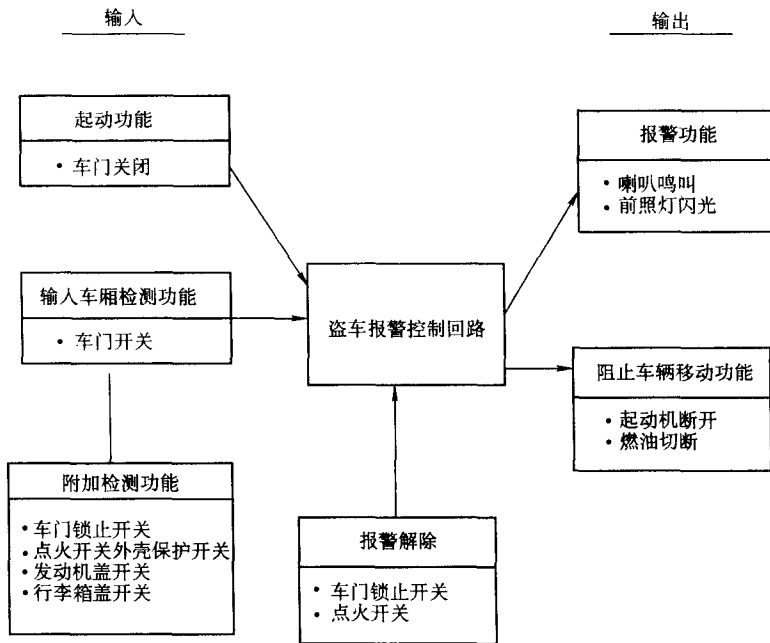 输入
输出
起动功能
• 车门关闭
报警功能
• 喇叭鸣叫
• 前照灯闪光
输入车厢检测功能
• 车门开关
盗车报警控制回路
阻止车辆移动功能
• 起动机断开
• 燃油切断
附加检测功能
• 车门锁止开关
• 点火开关外壳保护开关
• 发动机盖开关
• 行李箱盖开关
报警解除
• 车门锁止开关
• 点火开关